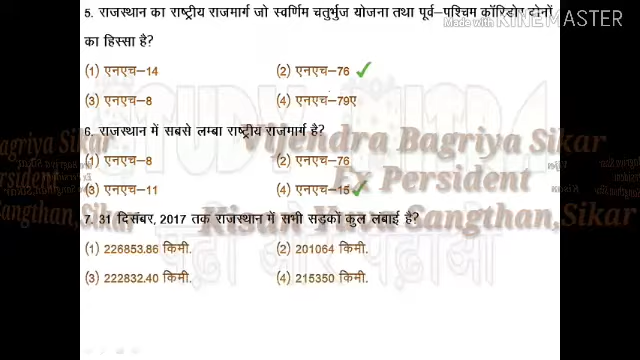 Made with KINEMASTER
5. राजस्थान का राष्ट्रीय राजमार्ग जो स्वर्णिम चतुर्भुज योजना तथा पूर्व–पश्चिम कॉरिडोर दोनों
का हिस्सा है?
(1) एनएच–14 (2) एनएच–76 ✓
(3) एनएच–8 (4) एनएच–79ए
6. राजस्थान में सबसे लम्बा राष्ट्रीय राजमार्ग है?
(1) एनएच–8 (2) एनएच–76
(3) एनएच–11 (4) एनएच–15 ✓
7. 31 दिसंबर, 2017 तक राजस्थान में सभी सड़कों कुल लंबाई है?
(1) 226853.86 किमी. (2) 201064 किमी.
(3) 222832.40 किमी. (4) 215350 किमी.
Vijendra Bagriya Sikar
Ex Persident
Sangthan,Sikar